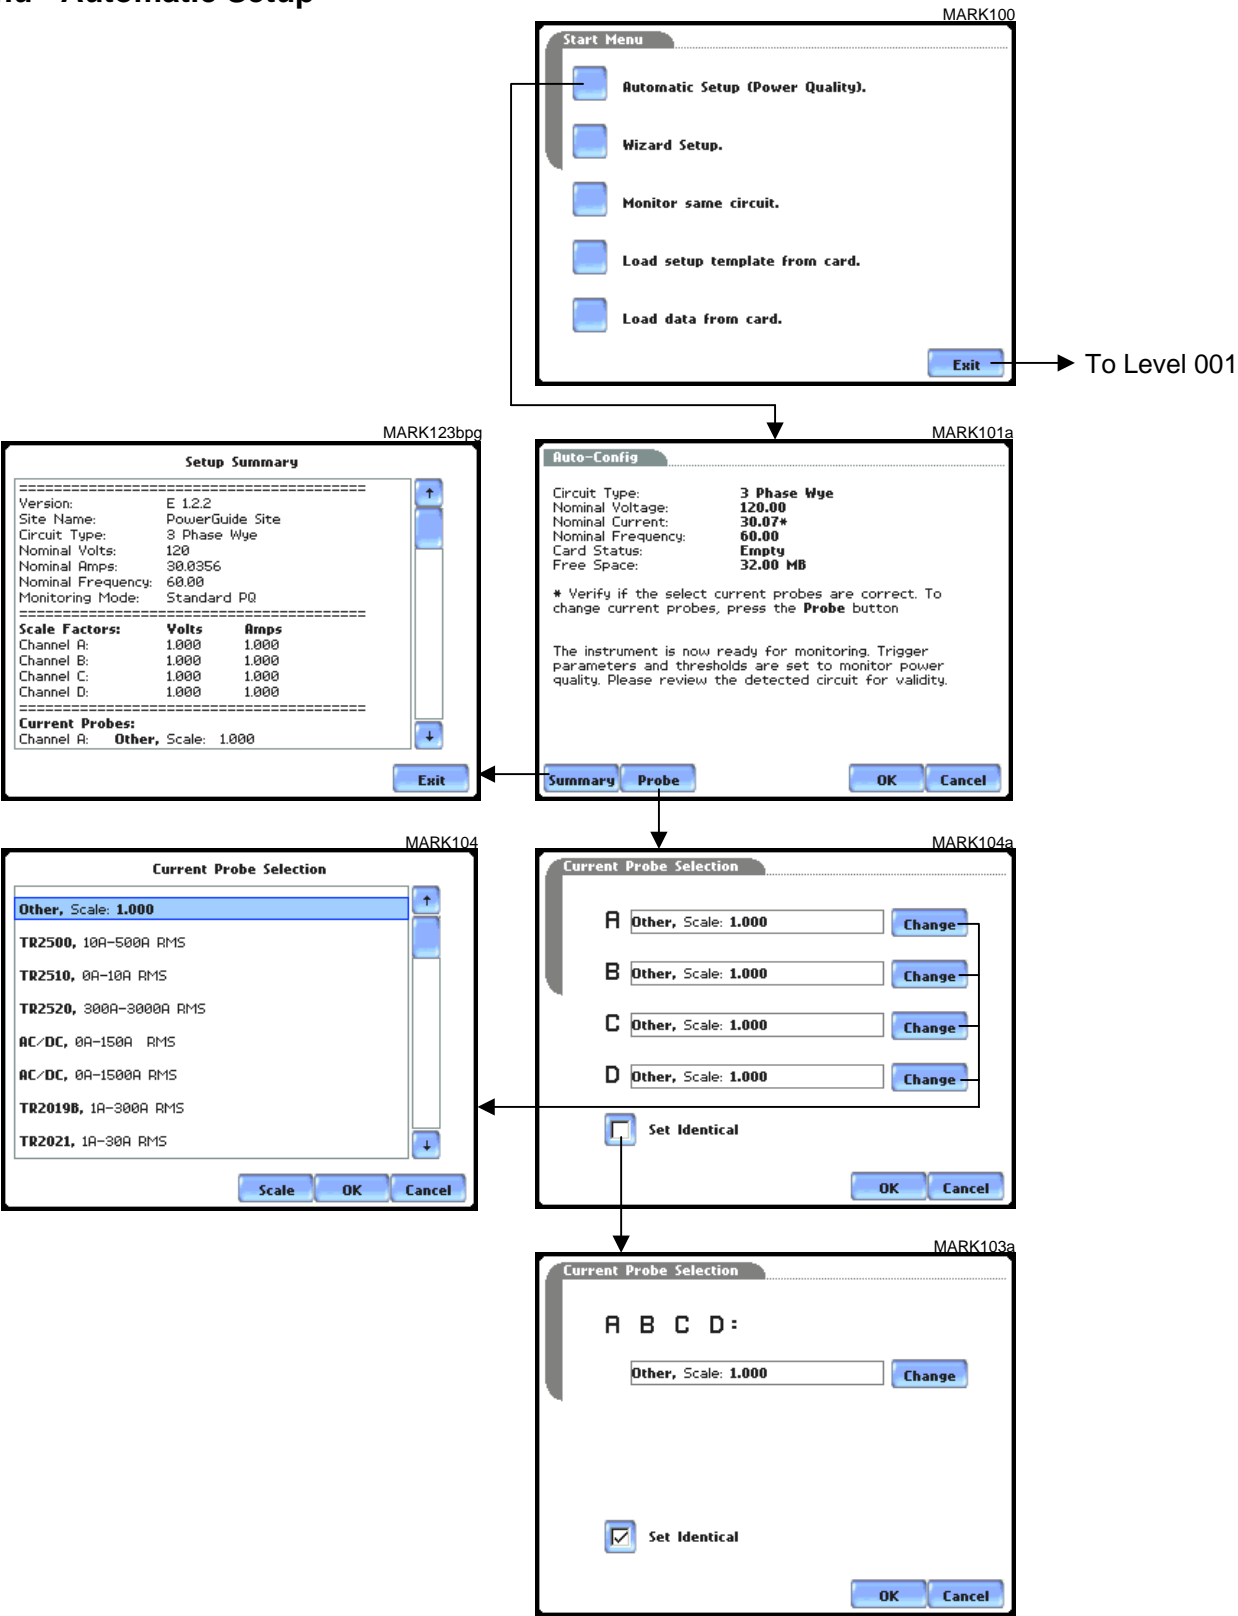 Automatic Setup
MARK100
Start Menu
Automatic Setup (Power Quality).
Wizard Setup.
Monitor same circuit.
Load setup template from card.
Load data from card.
Exit
To Level 001
MARK123bpg
Setup Summary
========================================
Version: E 1.2.2
Site Name: PowerGuide Site
Circuit Type: 3 Phase Wye
Nominal Volts: 120
Nominal Amps: 30.0356
Nominal Frequency: 60.00
Monitoring Mode: Standard PQ
========================================
Scale Factors: Volts Amps
Channel A: 1.000 1.000
Channel B: 1.000 1.000
Channel C: 1.000 1.000
Channel D: 1.000 1.000
========================================
Current Probes:
Channel A: Other, Scale: 1.000
Exit
MARK101a
Auto-Config
Circuit Type: 3 Phase Wye
Nominal Voltage: 120.00
Nominal Current: 30.07*
Nominal Frequency: 60.00
Card Status: Empty
Free Space: 32.00 MB
* Verify if the select current probes are correct. To
change current probes, press the Probe button
The instrument is now ready for monitoring. Trigger
parameters and thresholds are set to monitor power
quality. Please review the detected circuit for validity.
Summary Probe OK Cancel
MARK104
Current Probe Selection
Other, Scale: 1.000
TR2500, 10A-500A RMS
TR2510, 0A-10A RMS
TR2520, 300A-3000A RMS
AC/DC, 0A-150A RMS
AC/DC, 0A-1500A RMS
TR2019B, 1A-300A RMS
TR2021, 1A-30A RMS
Scale OK Cancel
MARK104a
Current Probe Selection
A Other, Scale: 1.000 Change
B Other, Scale: 1.000 Change
C Other, Scale: 1.000 Change
D Other, Scale: 1.000 Change
Set Identical
OK Cancel
MARK103a
Current Probe Selection
A B C D:
Other, Scale: 1.000 Change
Set Identical
OK Cancel